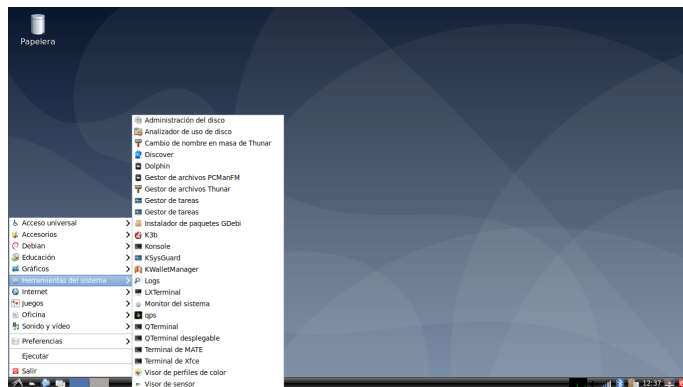 Papelera
Administración del disco
Analizador de uso de disco
Cambio de nombre en masa de Thunar
Discover
Dolphin
Gestor de archivos PCManFM
Gestor de archivos Thunar
Gestor de tareas
Gestor de tareas
Instalador de paquetes GDebi
K3b
Konsole
KSysGuard
KWalletManager
Logs
LXTerminal
Monitor del sistema
qps
QTerminal
QTerminal desplegable
Terminal de MATE
Terminal de Xfce
Visor de perfiles de color
Visor de sensor
Acceso universal
Accesorios
Debian
Educación
Gráficos
Herramientas del sistema
Internet
Juegos
Oficina
Sonido y vídeo
Preferencias
Ejecutar
Salir
12:37